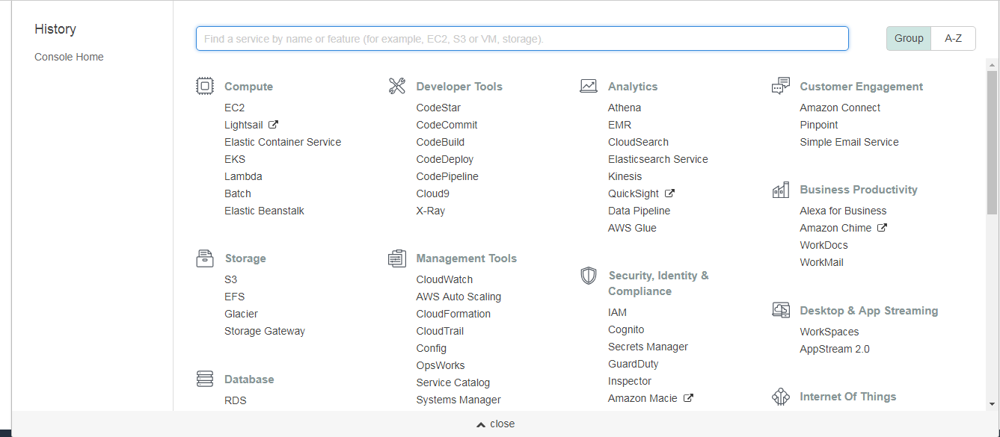 History
Console Home
Find a service by name or feature (for example, EC2, S3 or VM, storage).
Group
A-Z
Compute
EC2
Lightsail
Elastic Container Service
EKS
Lambda
Batch
Elastic Beanstalk
Storage
S3
EFS
Glacier
Storage Gateway
Database
RDS
Developer Tools
CodeStar
CodeCommit
CodeBuild
CodeDeploy
CodePipeline
Cloud9
X-Ray
Management Tools
CloudWatch
AWS Auto Scaling
CloudFormation
CloudTrail
Config
OpsWorks
Service Catalog
Systems Manager
Analytics
Athena
EMR
CloudSearch
Elasticsearch Service
Kinesis
QuickSight
Data Pipeline
AWS Glue
Security, Identity &
Compliance
IAM
Cognito
Secrets Manager
GuardDuty
Inspector
Amazon Macie
Customer Engagement
Amazon Connect
Pinpoint
Simple Email Service
Business Productivity
Alexa for Business
Amazon Chime
WorkDocs
WorkMail
Desktop & App Streaming
WorkSpaces
AppStream 2.0
Internet Of Things
close